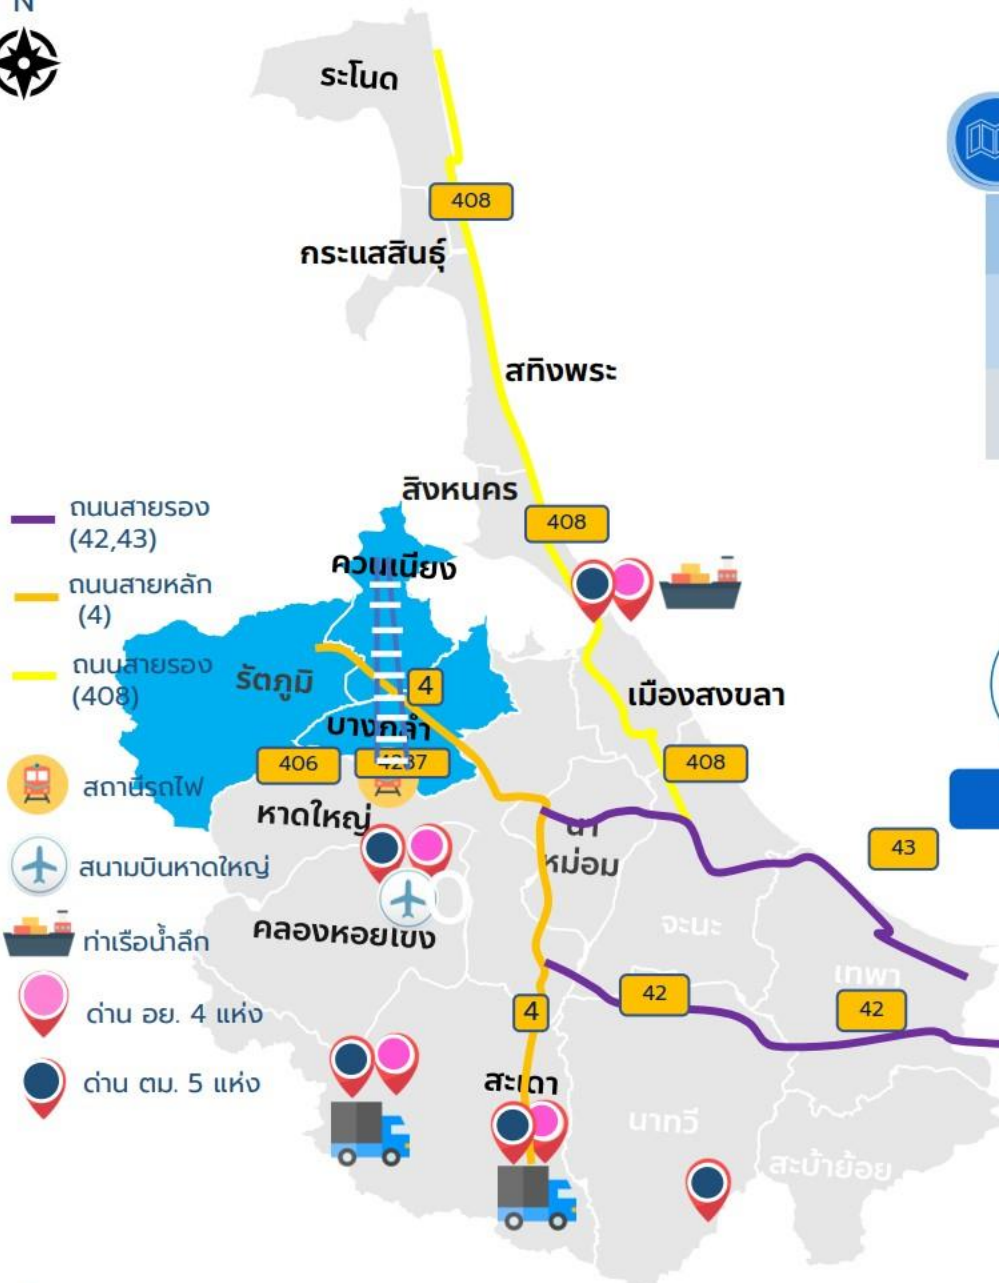 N
ระโนด
408
กระแสสินธุ์
สทิงพระ
สิงหนคร
408
ควนเนียง
รัตภูมิ
4
บางกล่ำ
406
4287
เมืองสงขลา
408
หาดใหญ่
นา
หม่อม
43
คลองหอยโข่ง
จะนะ
เทพา
42
42
4
สะเดา
นาทวี
สะบ้าย้อย
ถนนสายรอง
(42,43)
ถนนสายหลัก
(4)
ถนนสายรอง
(408)
สถานีรถไฟ
สนามบินหาดใหญ่
ท่าเรือน้ำลึก
ด่าน อย. 4 แห่ง
ด่าน ตม. 5 แห่ง